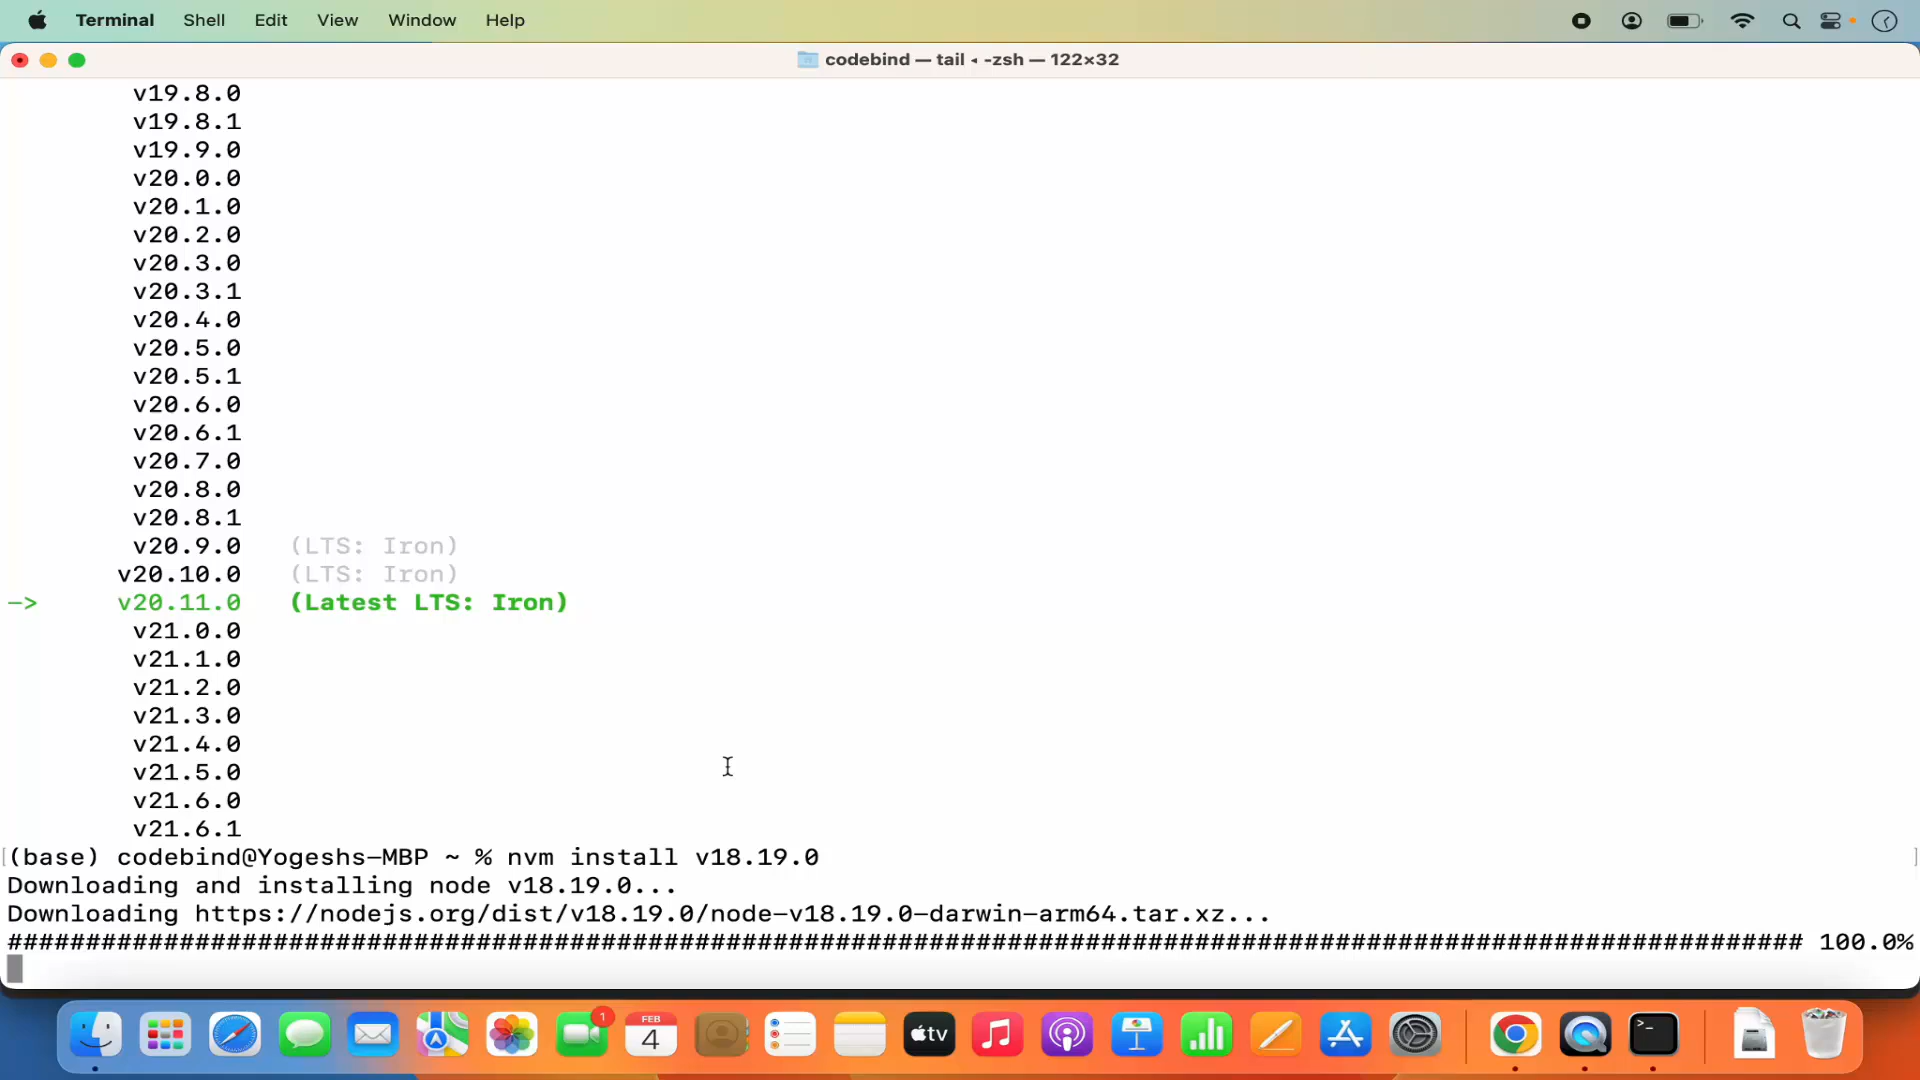 Terminal Shell Edit View Window Help
codebind — tail ◂ -zsh — 122×32
v19.8.0
v19.8.1
v19.9.0
v20.0.0
v20.1.0
v20.2.0
v20.3.0
v20.3.1
v20.4.0
v20.5.0
v20.5.1
v20.6.0
v20.6.1
v20.7.0
v20.8.0
v20.8.1
v20.9.0 (LTS: Iron)
v20.10.0 (LTS: Iron)
-> v20.11.0 (Latest LTS: Iron)
v21.0.0
v21.1.0
v21.2.0
v21.3.0
v21.4.0
v21.5.0
v21.6.0
v21.6.1
[(base) codebind@Yogeshs-MBP ~ % nvm install v18.19.0 ]
Downloading and installing node v18.19.0...
Downloading https://nodejs.org/dist/v18.19.0/node-v18.19.0-darwin-arm64.tar.xz...
################################################################################################################### 100.0%
1
FEB
4
tv
>_